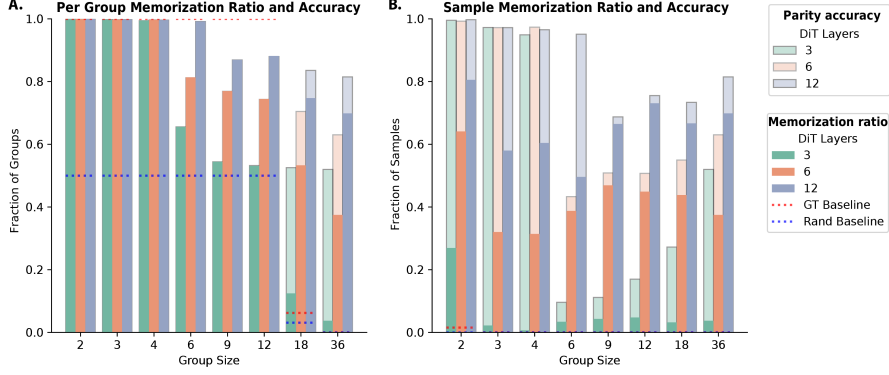 A. Per Group Memorization Ratio and Accuracy
1.0
0.8
0.6
0.4
0.2
0.0
Fraction of Groups
2 3 4 6 9 12 18 36
Group Size
B. Sample Memorization Ratio and Accuracy
1.0
0.8
0.6
0.4
0.2
0.0
Fraction of Samples
2 3 4 6 9 12 18 36
Group Size
Parity accuracy
DiT Layers
3
6
12
Memorization ratio
DiT Layers
3
6
12
GT Baseline
Rand Baseline